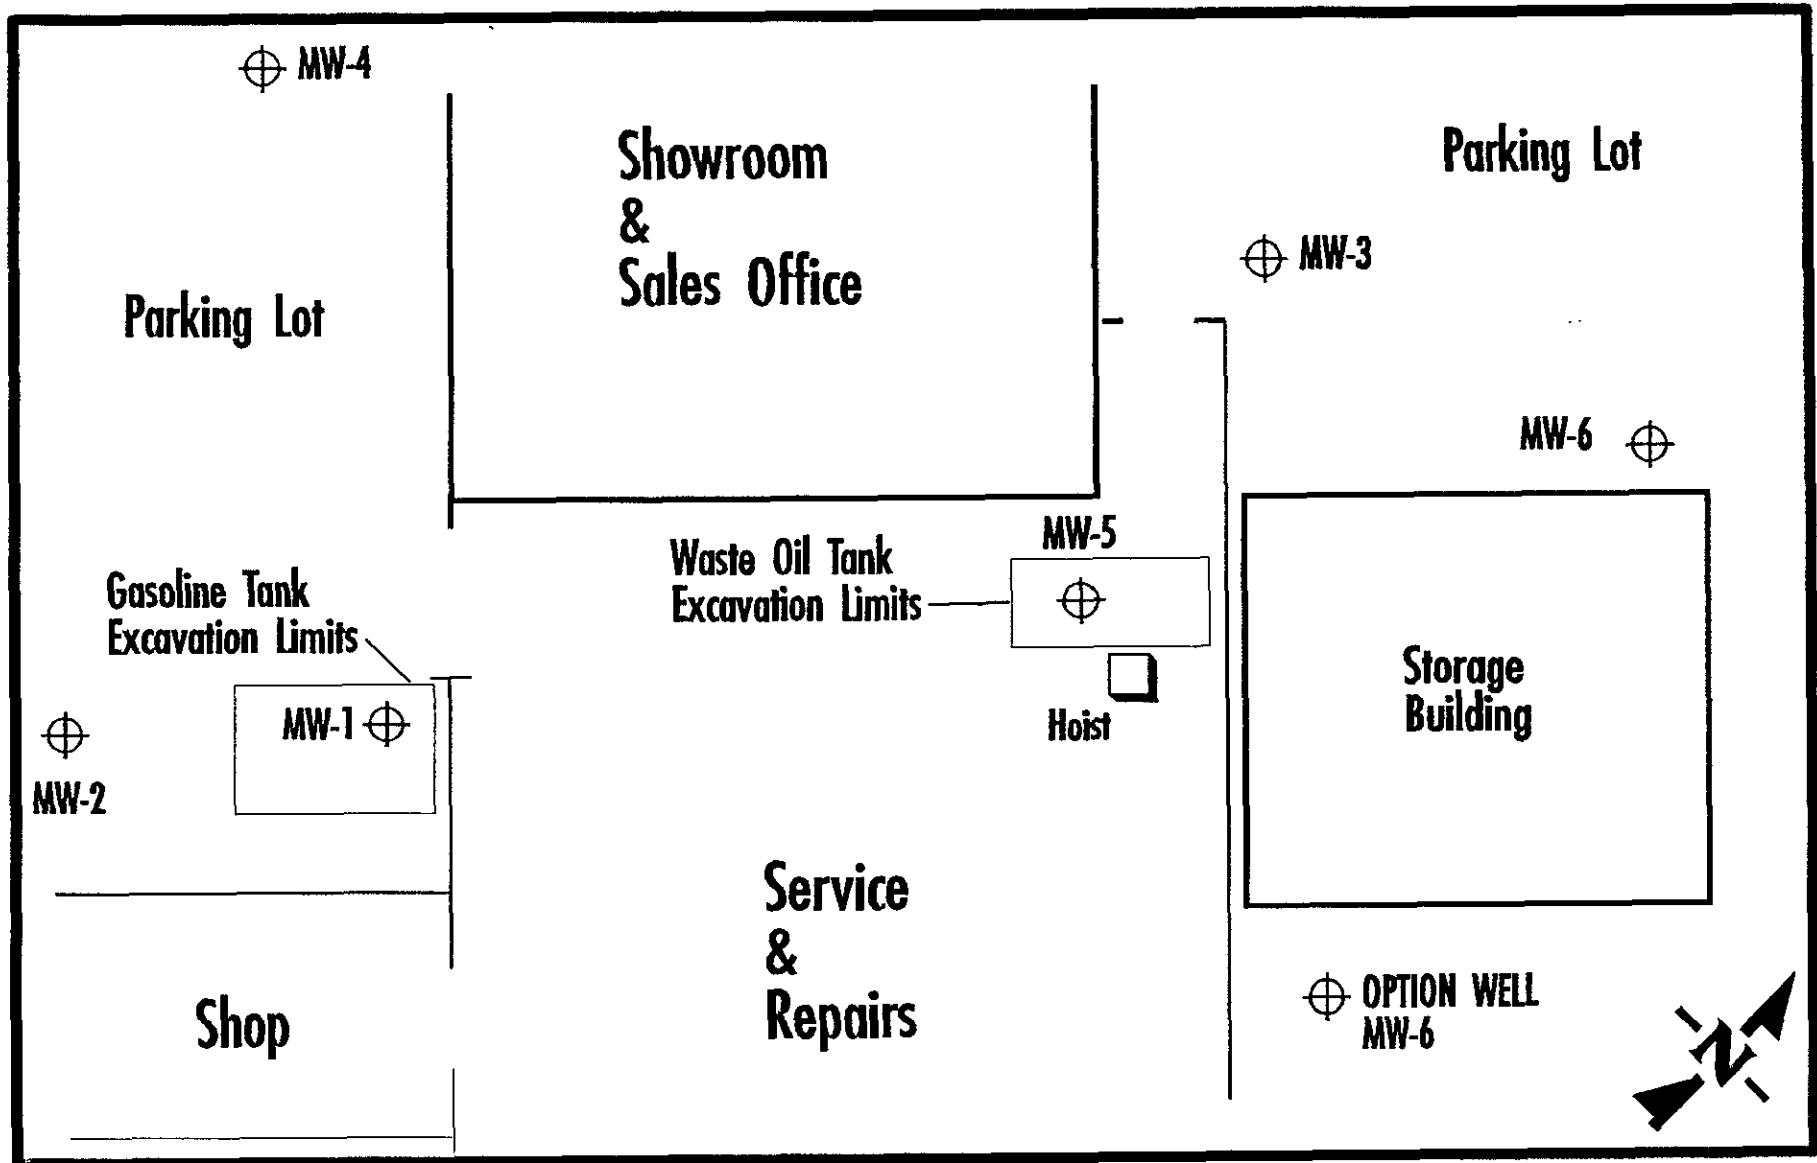 MW-4
Showroom
&
Sales Office
Parking Lot
MW-3
Parking Lot
MW-6
MW-5
Waste Oil Tank
Excavation Limits
Gasoline Tank
Excavation Limits
MW-1
MW-2
Hoist
Storage
Building
Service
&
Repairs
Shop
OPTION WELL
MW-6
N